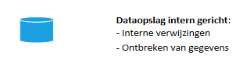 Dataopslag intern gericht:
- Interne verwijzingen
- Ontbreken van gegevens